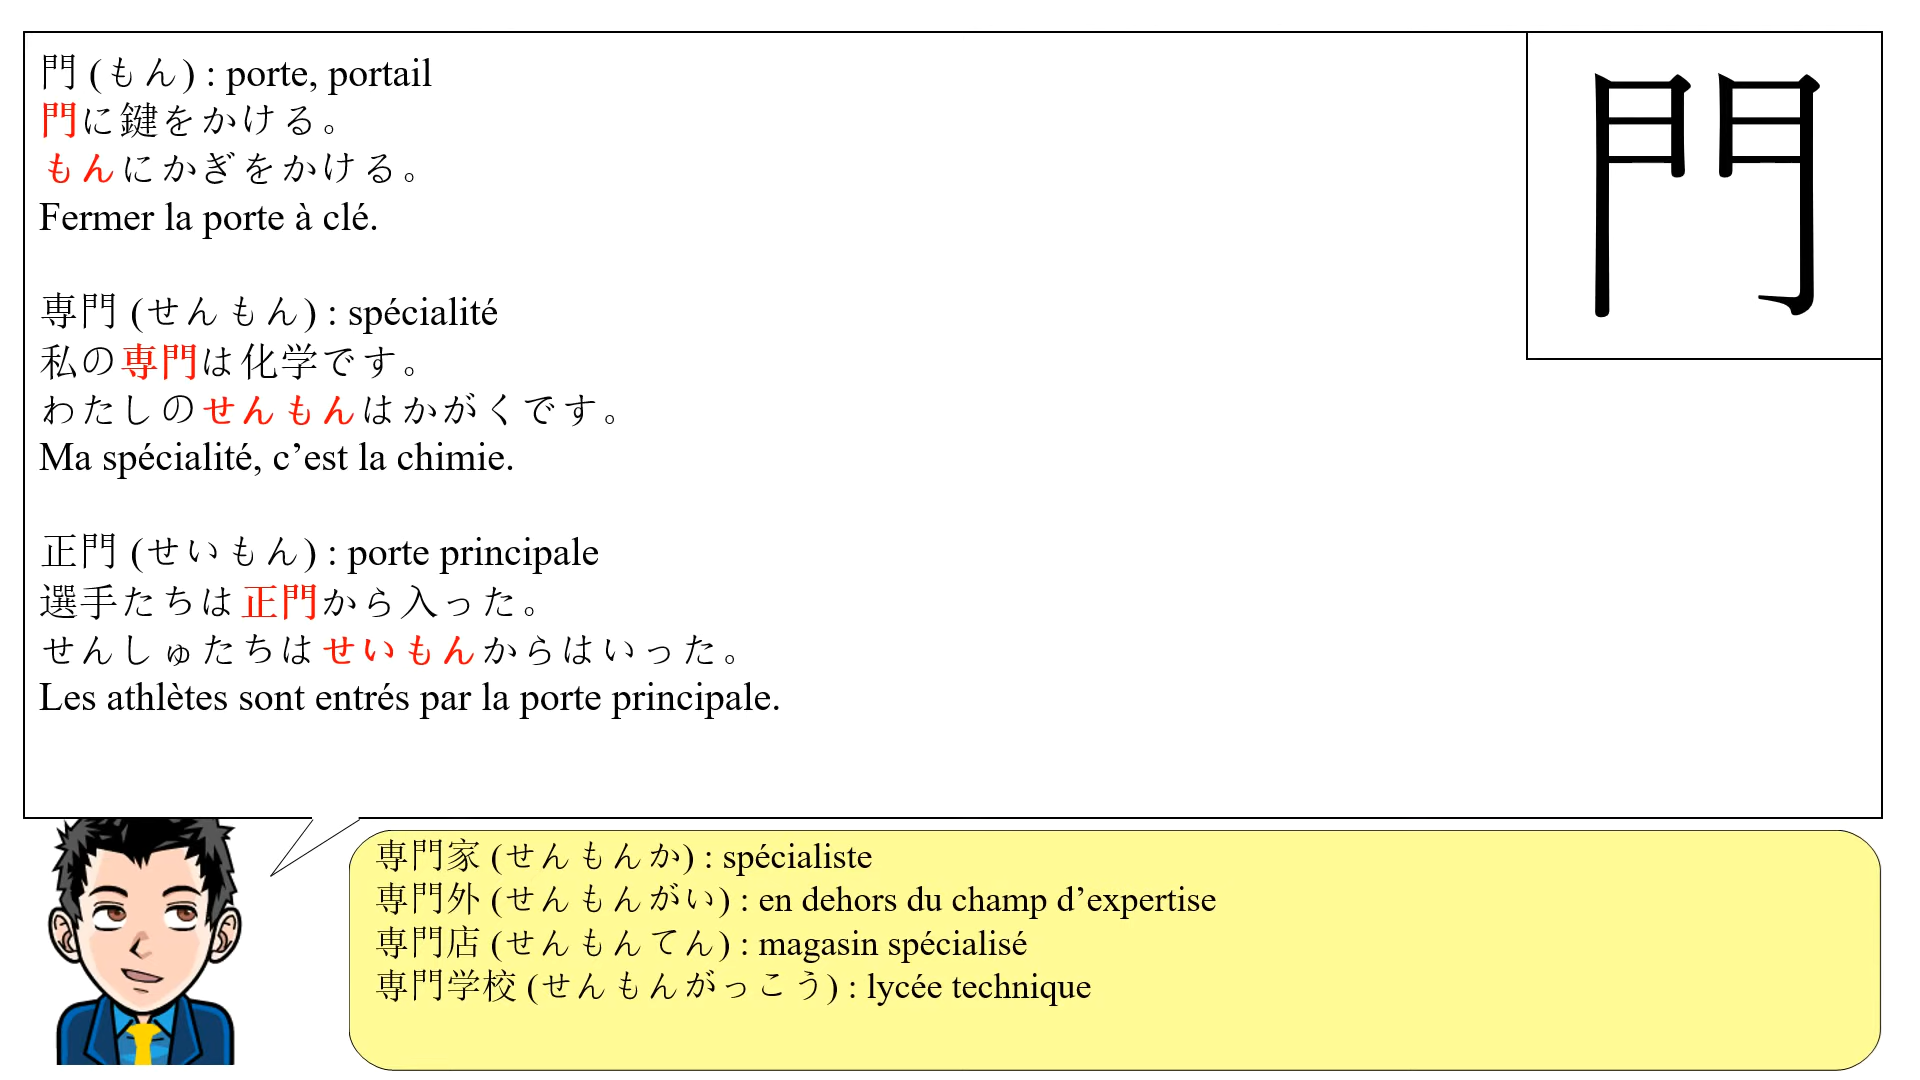 門 (もん) : porte, portail
門に鍵をかける。
もんにかぎをかける。
Fermer la porte à clé.
専門 (せんもん) : spécialité
私の専門は化学です。
わたしのせんもんはかがくです。
Ma spécialité, c’est la chimie.
正門 (せいもん) : porte principale
選手たちは正門から入った。
せんしゅたちはせいもんからはいった。
Les athlètes sont entrés par la porte principale.
門
専門家 (せんもんか) : spécialiste
専門外 (せんもんがい) : en dehors du champ d’expertise
専門店 (せんもんてん) : magasin spécialisé
専門学校 (せんもんがっこう) : lycée technique